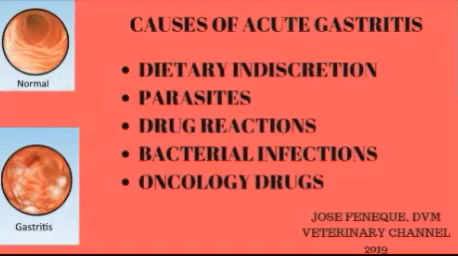 CAUSES OF ACUTE GASTRITIS
• DIETARY INDISCRETION
• PARASITES
• DRUG REACTIONS
• BACTERIAL INFECTIONS
• ONCOLOGY DRUGS
Normal
Gastritis
JOSE PENEQUE, DVM
VETERINARY CHANNEL
2019